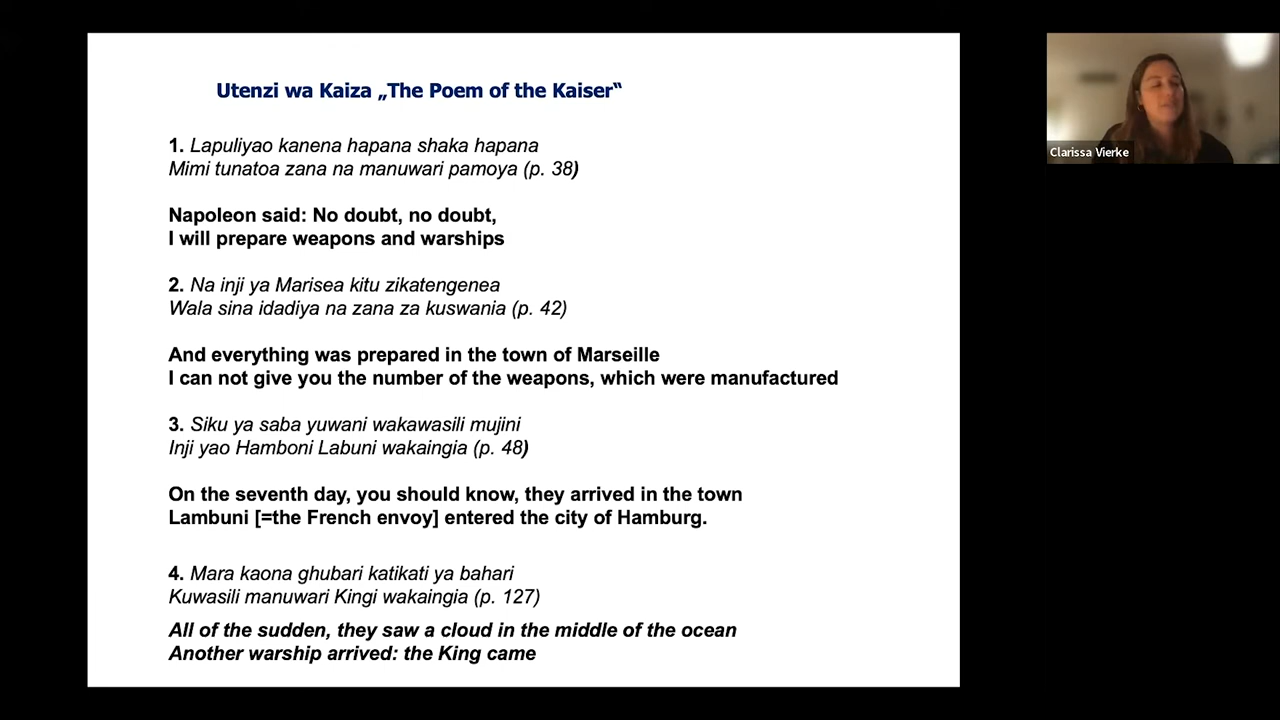 Utenzi wa Kaiza „The Poem of the Kaiser“
1. Lapuliyao kanena hapana shaka hapana
Mimi tunatoa zana na manuwari pamoya (p. 38)
Napoleon said: No doubt, no doubt,
I will prepare weapons and warships
2. Na inji ya Marisea kitu zikatengenea
Wala sina idadiya na zana za kuswania (p. 42)
And everything was prepared in the town of Marseille
I can not give you the number of the weapons, which were manufactured
3. Siku ya saba yuwani wakawasili mujini
Inji yao Hamboni Labuni wakaingia (p. 48)
On the seventh day, you should know, they arrived in the town
Lambuni [=the French envoy] entered the city of Hamburg.
4. Mara kaona ghubari katikati ya bahari
Kuwasili manuwari Kingi wakaingia (p. 127)
All of the sudden, they saw a cloud in the middle of the ocean
Another warship arrived: the King came
Clarissa Vierke